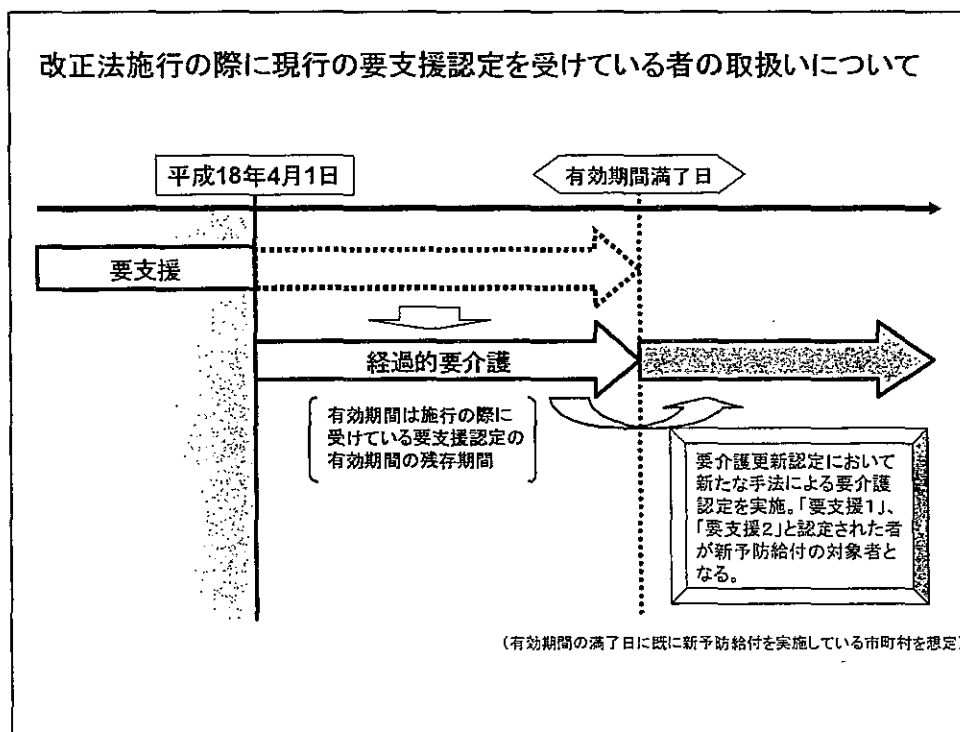 改正法施行の際に現行の要支援認定を受けている者の取扱いについて
平成18年4月1日
有効期間満了日
要支援
経過的要介護
有効期間は施行の際に
受けている要支援認定の
有効期間の残存期間
要介護更新認定において
新たな手法による要介護
認定を実施。「要支援1」、
「要支援2」と認定された者
が新予防給付の対象者と
なる。
(有効期間の満了日に既に新予防給付を実施している市町村を想定)